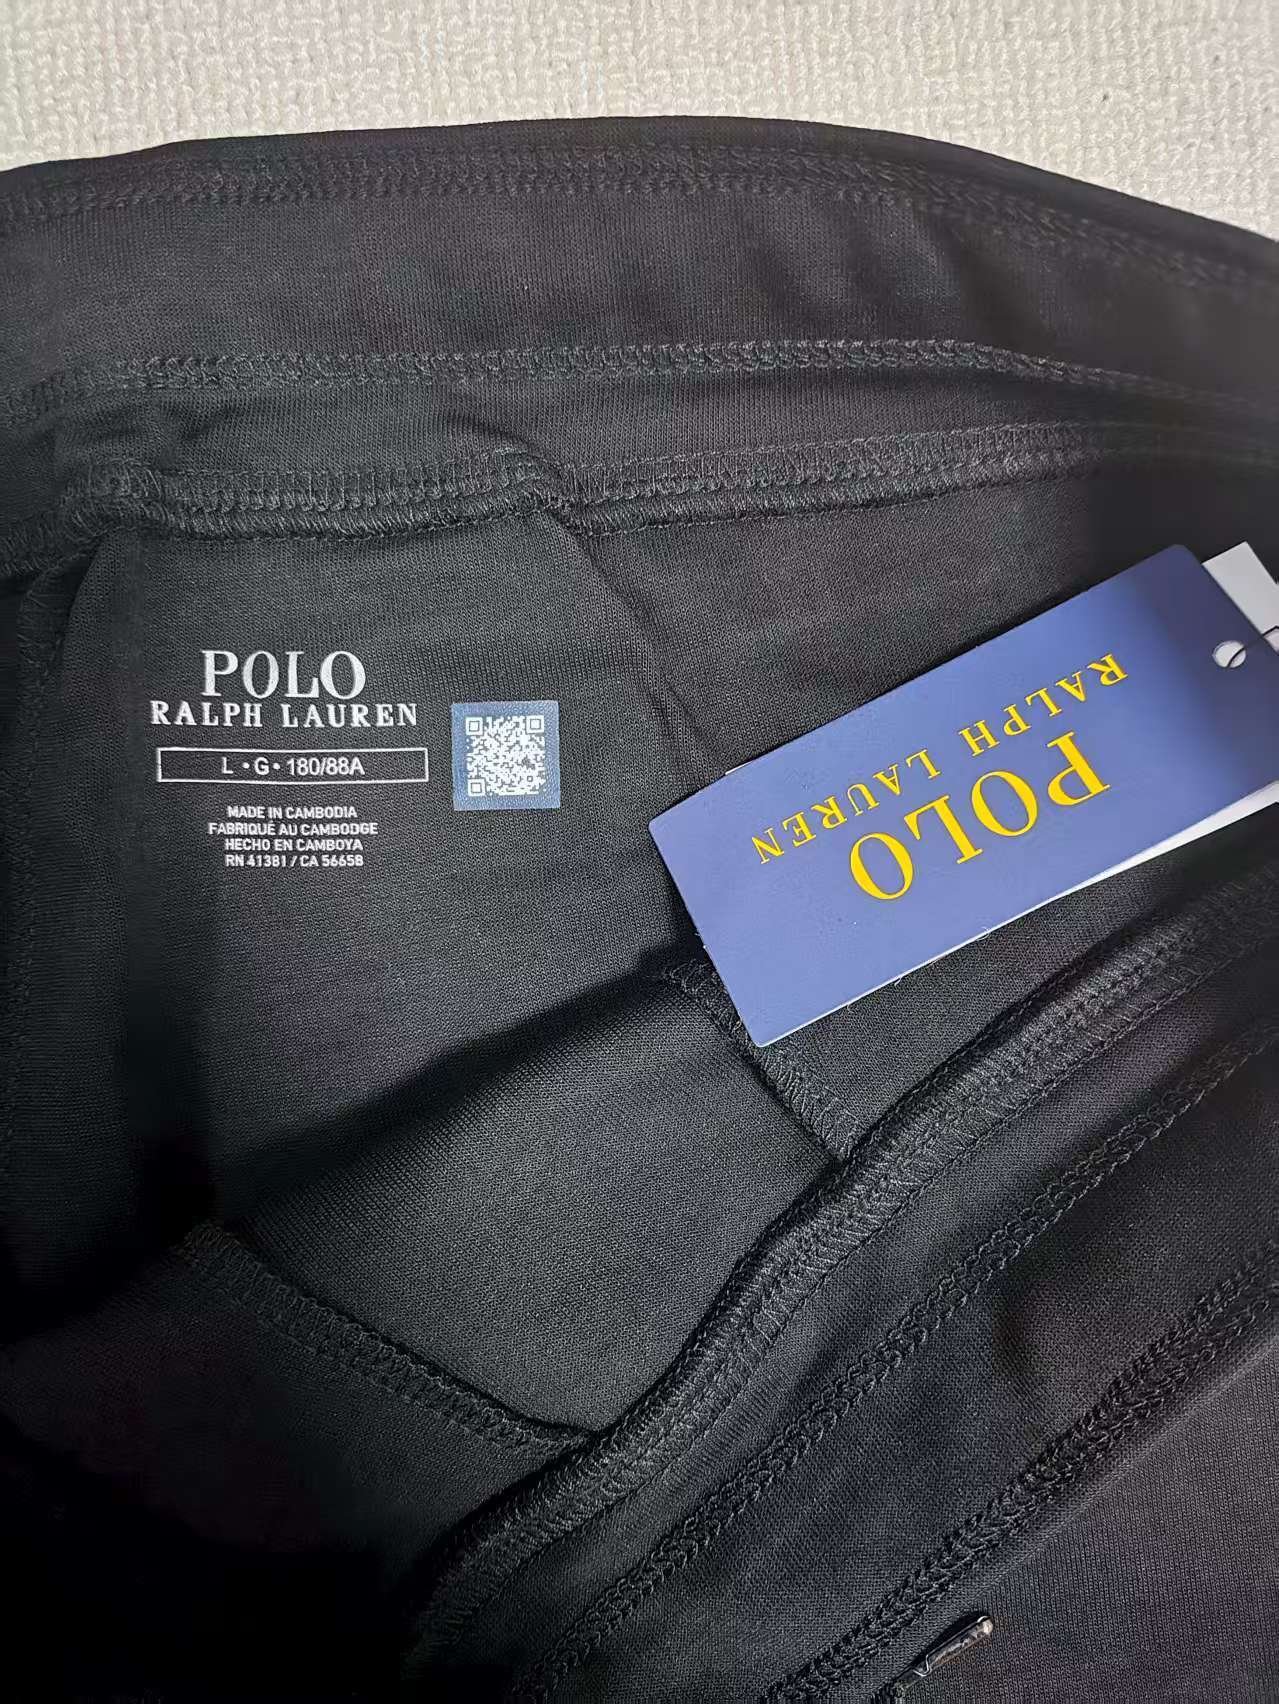 POLO
RALPH LAUREN
L • G • 180/88A
MADE IN CAMBODIA
FABRIQUÉ AU CAMBODGE
HECHO EN CAMBOYA
RN 41381 / CA 56658
POLO
RALPH LAUREN